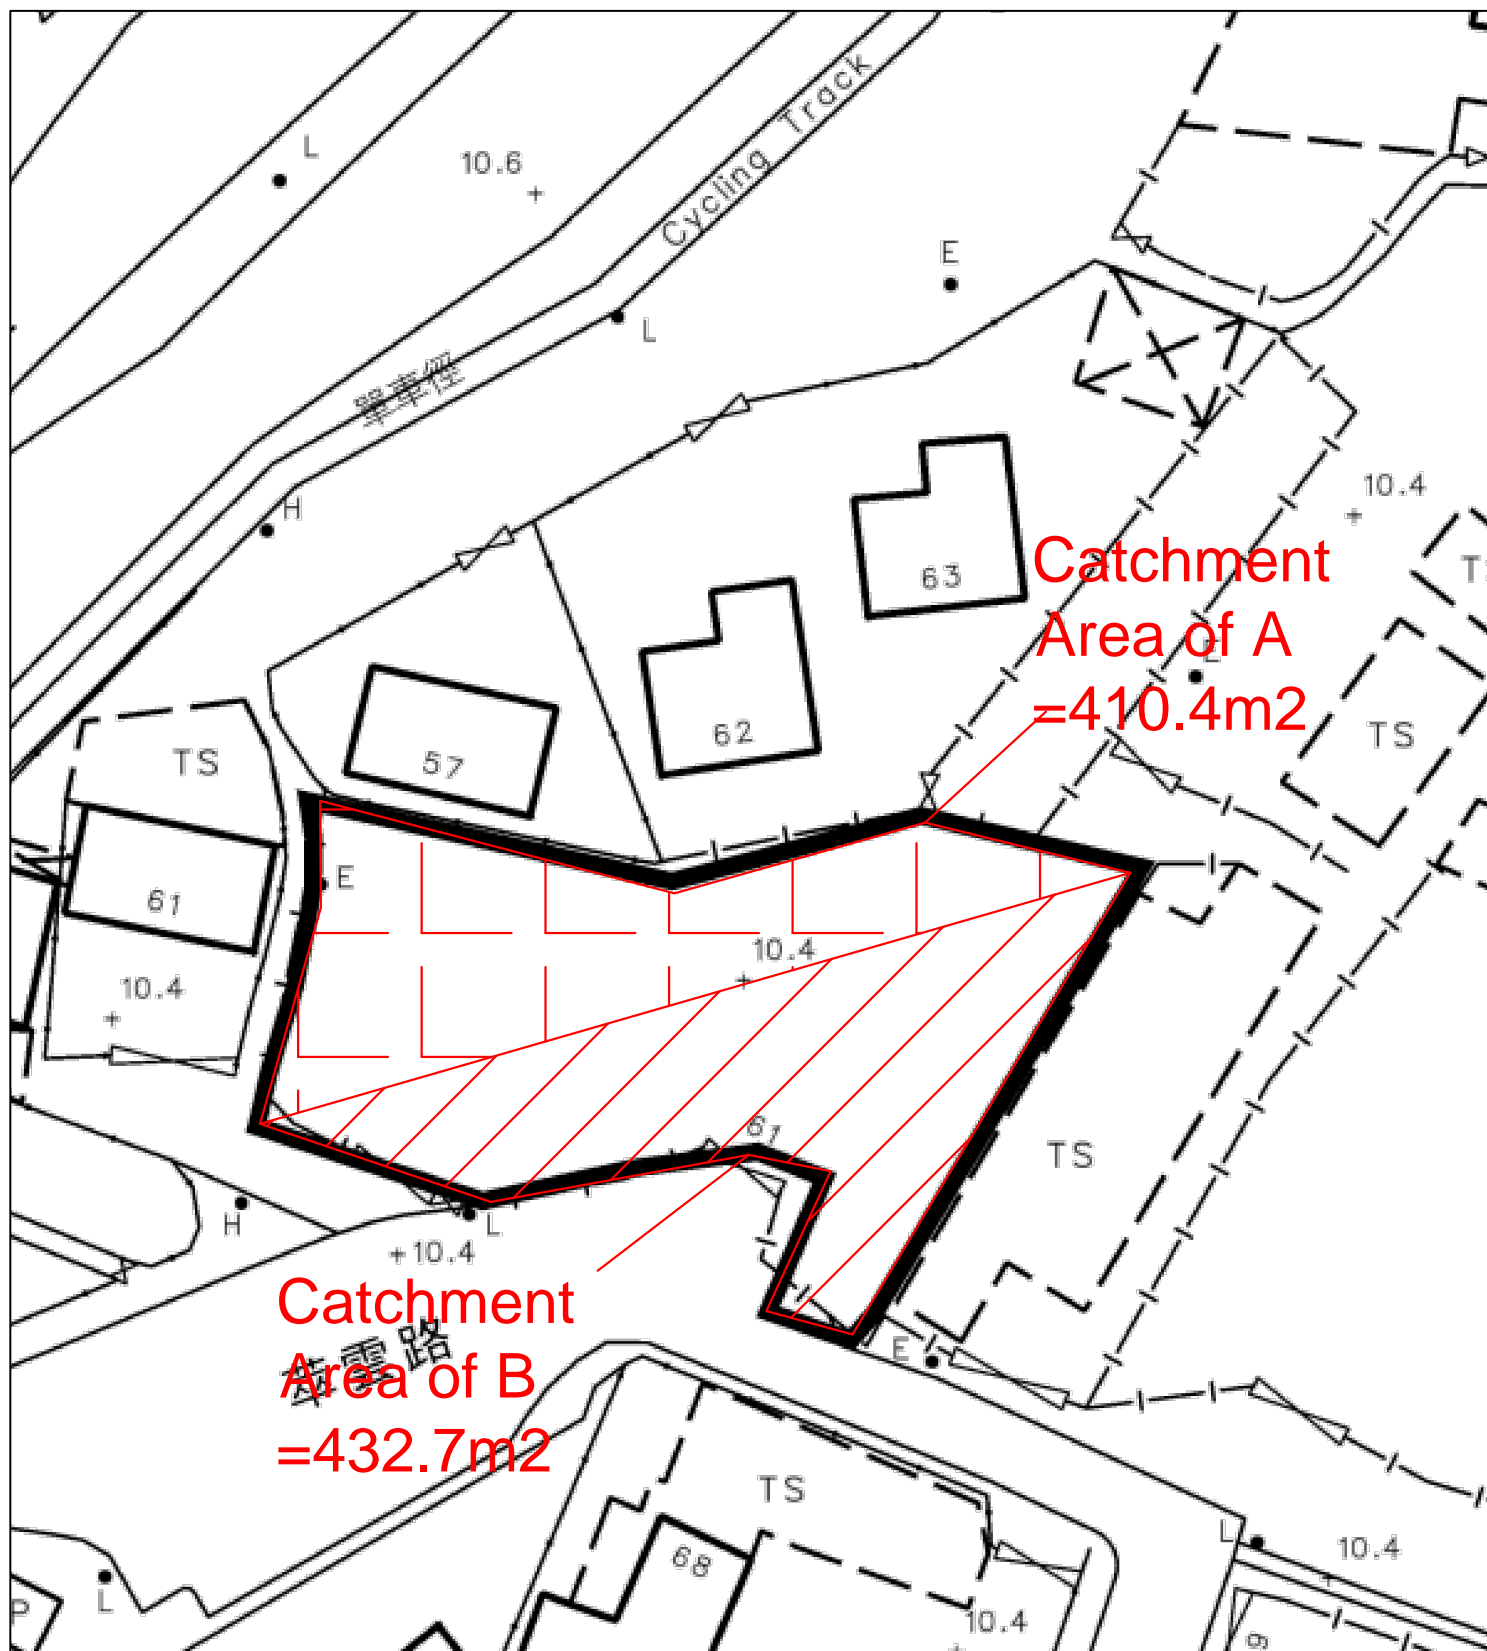 L
10.6
Cycling Track
E
L
單車徑
H
10.4
63
Catchment
Area of A
=410.4m2
E
62
TS
TS
57
E
61
10.4
10.4
61
TS
H
L
10.4
Catchment
Area of B
=432.7m2
E
TS
68
L
10.4
L
P
10.4